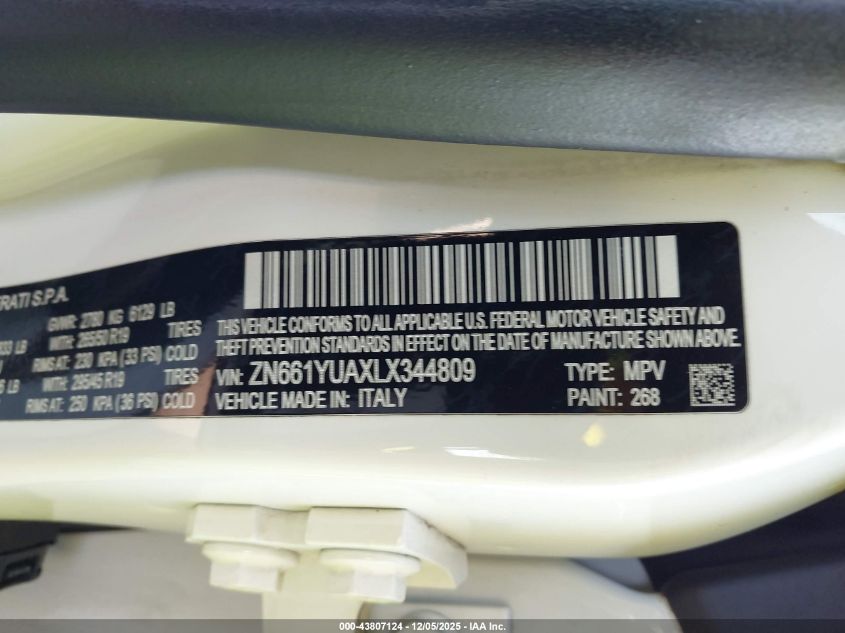 RATI S.P.A.
GWR: 2780 KG 6129 LB
WITH: 265/50 R19 TIRES
RIMS AT: 230 KPA (33 PSI) COLD
WITH: 295/45 R19 TIRES
RIMS AT: 250 KPA (36 PSI) COLD
THIS VEHICLE CONFORMS TO ALL APPLICABLE U.S. FEDERAL MOTOR VEHICLE SAFETY AND
THEFT PREVENTION STANDARDS IN EFFECT ON THE DATE OF MANUFACTURE SHOWN ABOVE.
VIN: ZN661YUAXLX344809 TYPE: MPV
VEHICLE MADE IN: ITALY PAINT: 268
000-43807124 - 12/05/2025 - IAA Inc.